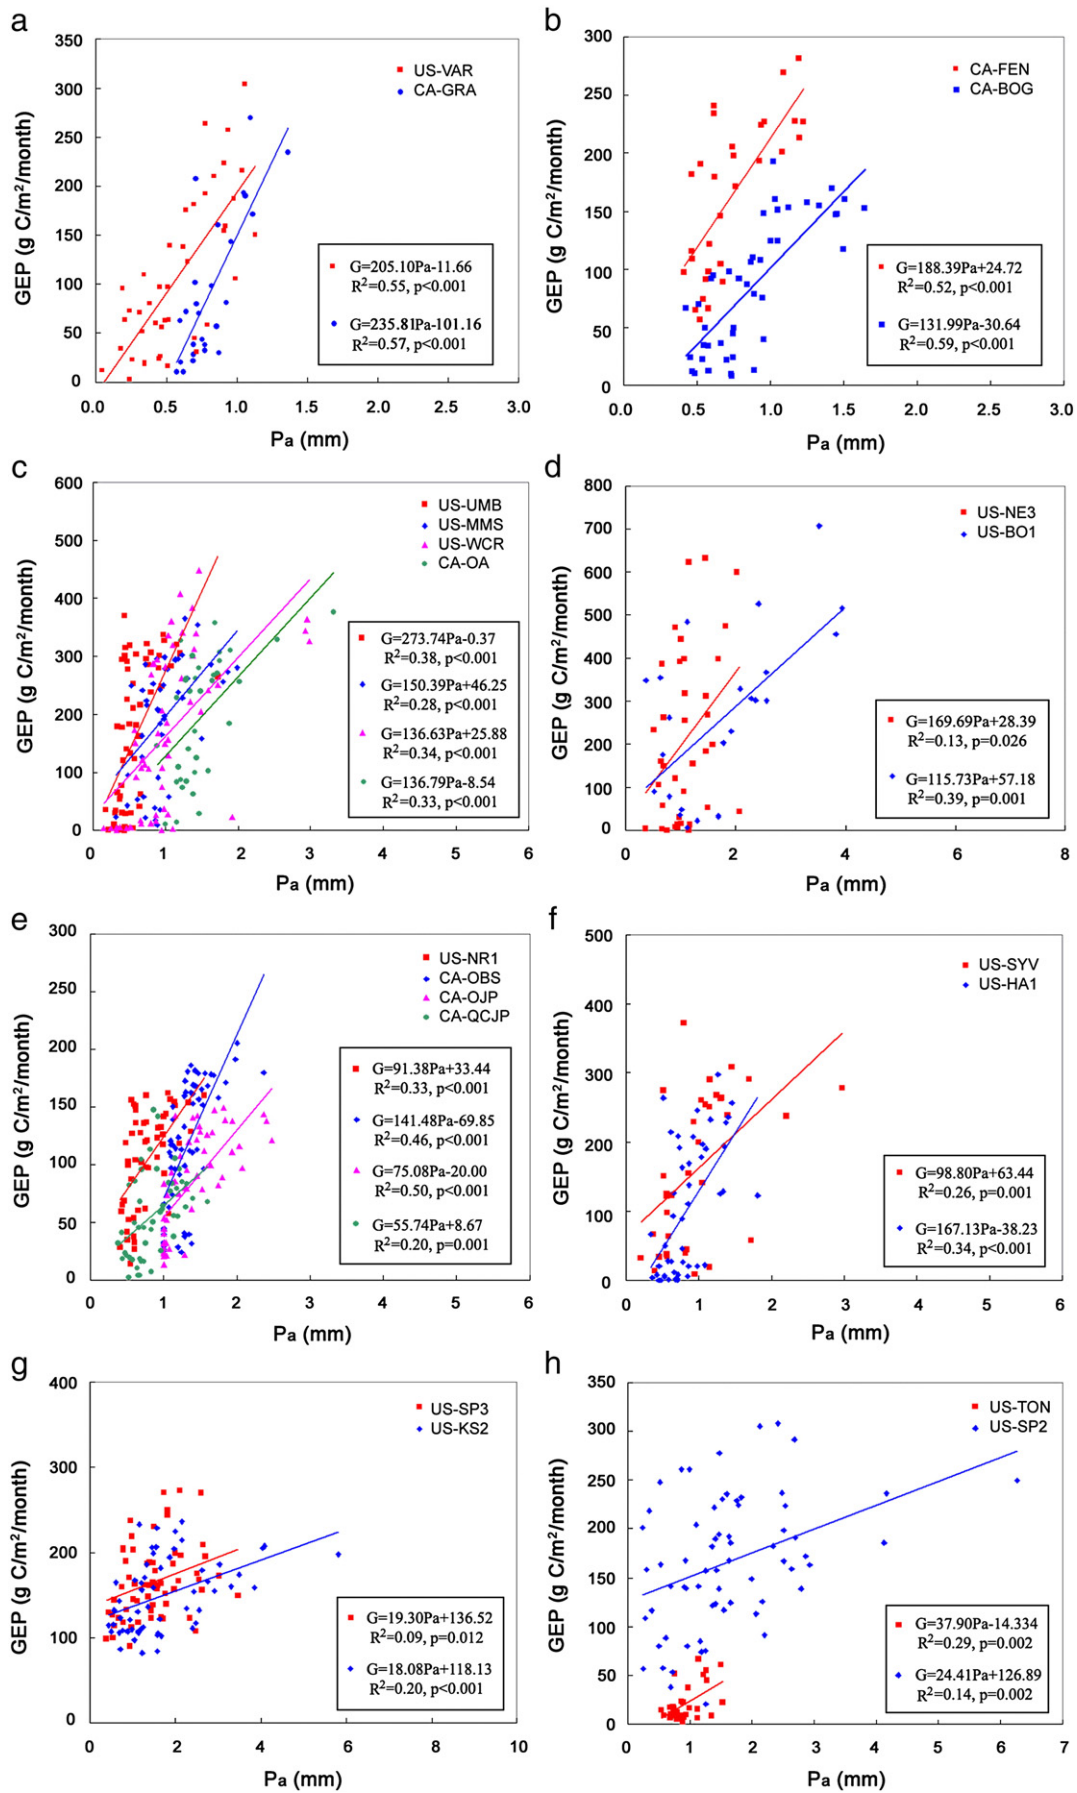 a
350
300
250
200
150
100
50
0
0.0 0.5 1.0 1.5 2.0 2.5 3.0
GEP (g C/m²/month)
Pa (mm)
US-VAR
CA-GRA
G=205.10Pa-11.66
R²=0.55, p<0.001
G=235.81Pa-101.16
R²=0.57, p<0.001
b
300
250
200
150
100
50
0
0.0 0.5 1.0 1.5 2.0 2.5 3.0
GEP (g C/m²/month)
Pa (mm)
CA-FEN
CA-BOG
G=188.39Pa+24.72
R²=0.52, p<0.001
G=131.99Pa-30.64
R²=0.59, p<0.001
c
600
500
400
300
200
100
0
0 1 2 3 4 5 6
GEP (g C/m²/month)
Pa (mm)
US-UMB
US-MMS
US-WCR
CA-OA
G=273.74Pa-0.37
R²=0.38, p<0.001
G=150.39Pa+46.25
R²=0.28, p<0.001
G=136.63Pa+25.88
R²=0.34, p<0.001
G=136.79Pa-8.54
R²=0.33, p<0.001
d
800
700
600
500
400
300
200
100
0
0 2 4 6 8
GEP (g C/m²/month)
Pa (mm)
US-NE3
US-BO1
G=169.69Pa+28.39
R²=0.13, p=0.026
G=115.73Pa+57.18
R²=0.39, p=0.001
e
300
250
200
150
100
50
0
0 1 2 3 4 5 6
GEP (g C/m²/month)
Pa (mm)
US-NR1
CA-OBS
CA-OJP
CA-QCJP
G=91.38Pa+33.44
R²=0.33, p<0.001
G=141.48Pa-69.85
R²=0.46, p<0.001
G=75.08Pa-20.00
R²=0.50, p<0.001
G=55.74Pa+8.67
R²=0.20, p=0.001
f
500
400
300
200
100
0
0 1 2 3 4 5 6
GEP (g C/m²/month)
Pa (mm)
US-SYV
US-HA1
G=98.80Pa+63.44
R²=0.26, p=0.001
G=167.13Pa-38.23
R²=0.34, p<0.001
g
400
300
200
100
0
0 2 4 6 8 10
GEP (g C/m²/month)
Pa (mm)
US-SP3
US-KS2
G=19.30Pa+136.52
R²=0.09, p=0.012
G=18.08Pa+118.13
R²=0.20, p<0.001
h
350
300
250
200
150
100
50
0
0 1 2 3 4 5 6 7
GEP (g C/m²/month)
Pa (mm)
US-TON
US-SP2
G=37.90Pa-14.334
R²=0.29, p=0.002
G=24.41Pa+126.89
R²=0.14, p=0.002